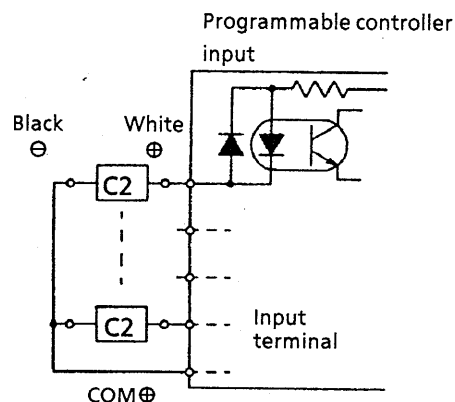 Programmable controller
input
Black
⊖
White
⊕
C2
C2
Input
terminal
COM⊕